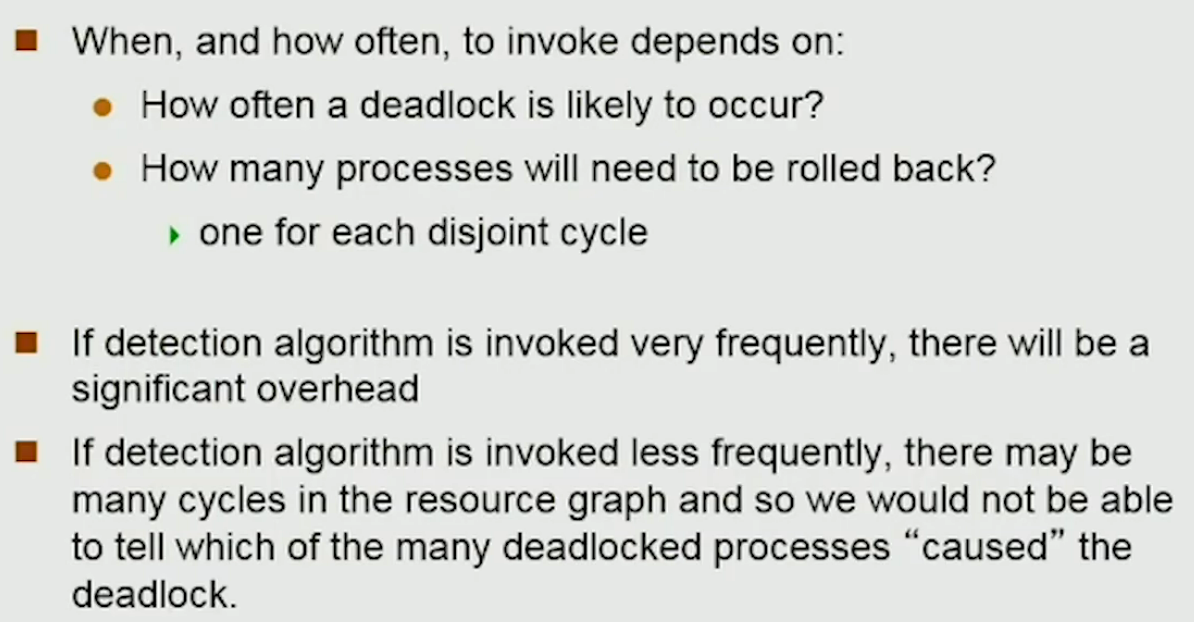 When, and how often, to invoke depends on:
How often a deadlock is likely to occur?
How many processes will need to be rolled back?
one for each disjoint cycle
If detection algorithm is invoked very frequently, there will be a
significant overhead
If detection algorithm is invoked less frequently, there may be
many cycles in the resource graph and so we would not be able
to tell which of the many deadlocked processes “caused” the
deadlock.